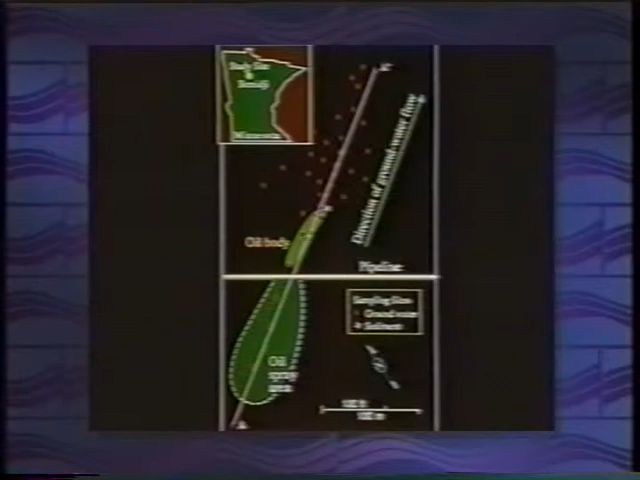 Study Site
Bemidji
Minnesota
A'
Direction of ground-water flow
Oil body
Pipeline
Sampling Sites
Ground water
Sediment
Oil
spray
area
100 m
A